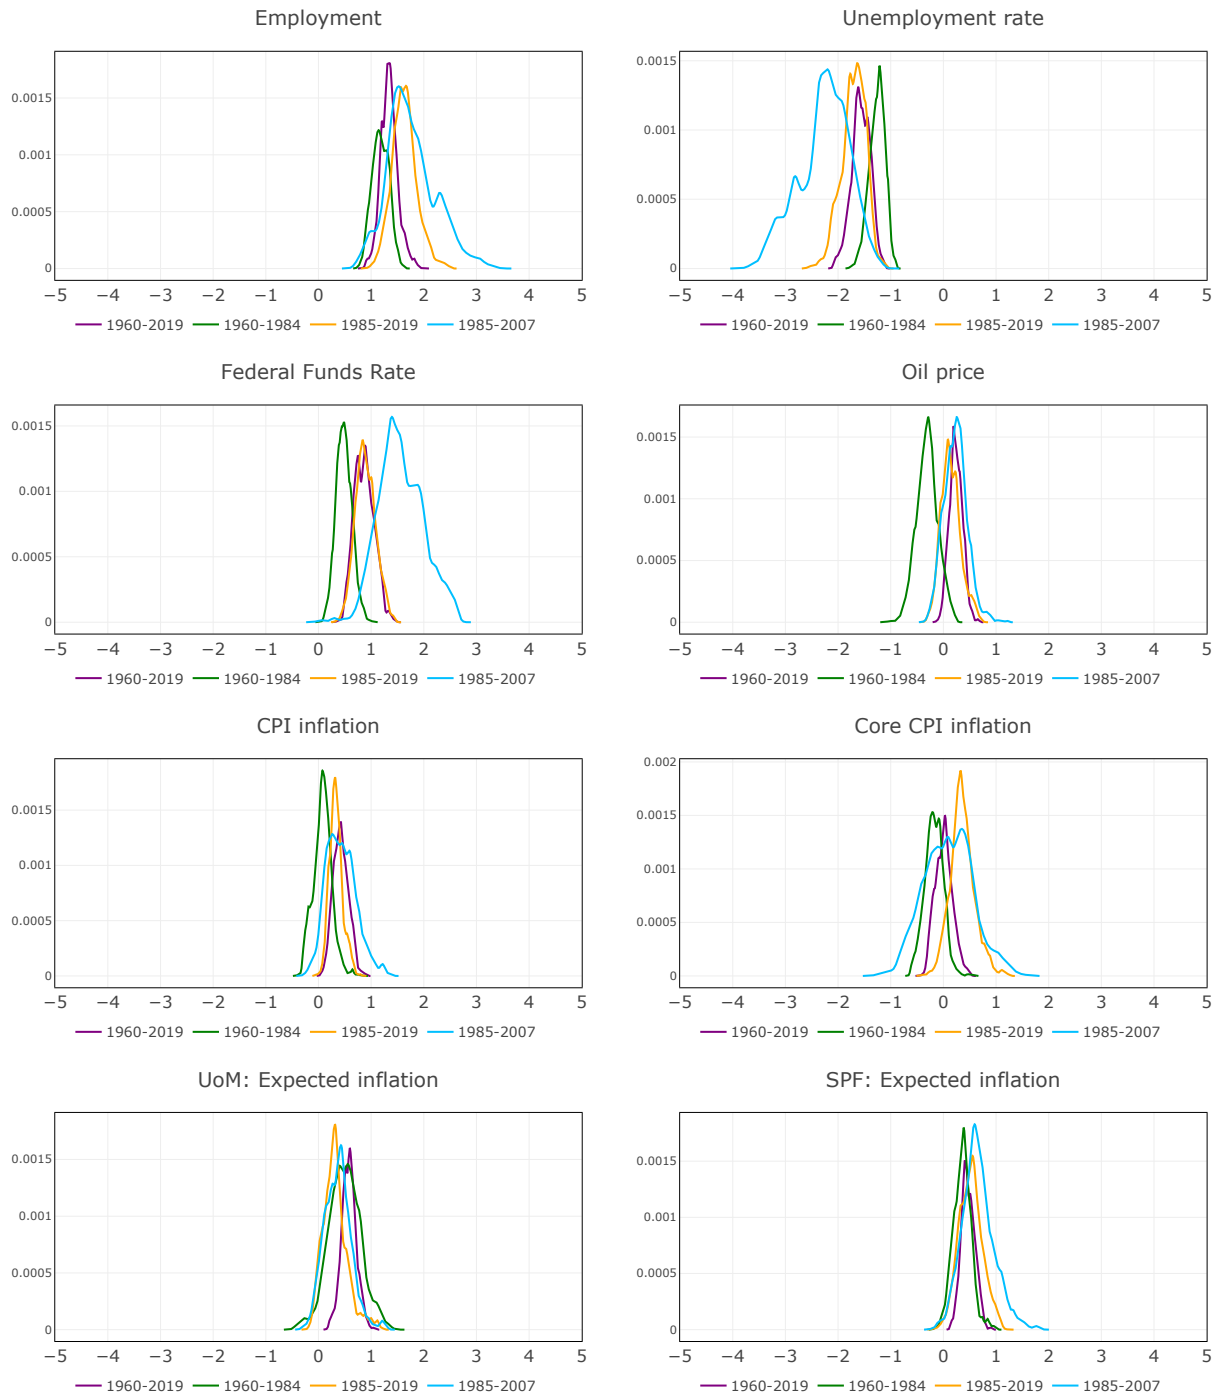 Employment
Unemployment rate
0.0015
0.001
0.0005
0
−5 −4 −3 −2 −1 0 1 2 3 4 5
1960-2019 1960-1984 1985-2019 1985-2007
0.0015
0.001
0.0005
0
−5 −4 −3 −2 −1 0 1 2 3 4 5
1960-2019 1960-1984 1985-2019 1985-2007
Federal Funds Rate
Oil price
0.0015
0.001
0.0005
0
−5 −4 −3 −2 −1 0 1 2 3 4 5
1960-2019 1960-1984 1985-2019 1985-2007
0.0015
0.001
0.0005
0
−5 −4 −3 −2 −1 0 1 2 3 4 5
1960-2019 1960-1984 1985-2019 1985-2007
CPI inflation
Core CPI inflation
0.0015
0.001
0.0005
0
−5 −4 −3 −2 −1 0 1 2 3 4 5
1960-2019 1960-1984 1985-2019 1985-2007
0.002
0.0015
0.001
0.0005
0
−5 −4 −3 −2 −1 0 1 2 3 4 5
1960-2019 1960-1984 1985-2019 1985-2007
UoM: Expected inflation
SPF: Expected inflation
0.0015
0.001
0.0005
0
−5 −4 −3 −2 −1 0 1 2 3 4 5
1960-2019 1960-1984 1985-2019 1985-2007
0.0015
0.001
0.0005
0
−5 −4 −3 −2 −1 0 1 2 3 4 5
1960-2019 1960-1984 1985-2019 1985-2007